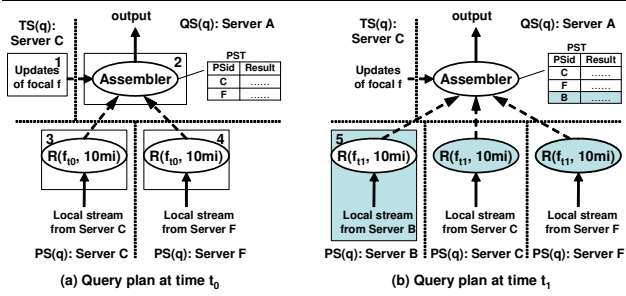 output
TS(q):
Server C
QS(q): Server A
1
Updates
of focal f
2
Assembler
PST
PSid Result
C ......
F ......
3
R(ft0, 10mi)
4
R(ft0, 10mi)
Local stream
from Server C
Local stream
from Server F
PS(q): Server C
PS(q): Server F
(a) Query plan at time t0
output
TS(q):
Server C
QS(q): Server A
Updates
of focal f
Assembler
PST
PSid Result
C ......
F ......
B ......
5
R(ft1, 10mi)
R(ft1, 10mi)
R(ft1, 10mi)
Local stream
from Server B
Local stream
from Server C
Local stream
from Server F
PS(q): Server B
PS(q): Server C
PS(q): Server F
(b) Query plan at time t1